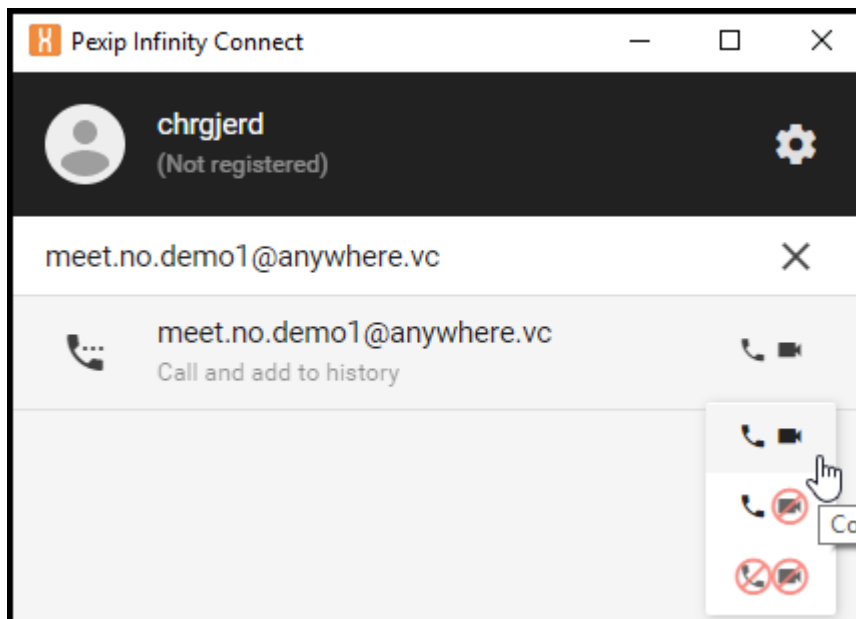 Pexip Infinity Connect
chrgjerd
(Not registered)
meet.no.demo1@anywhere.vc
meet.no.demo1@anywhere.vc
Call and add to history
Co